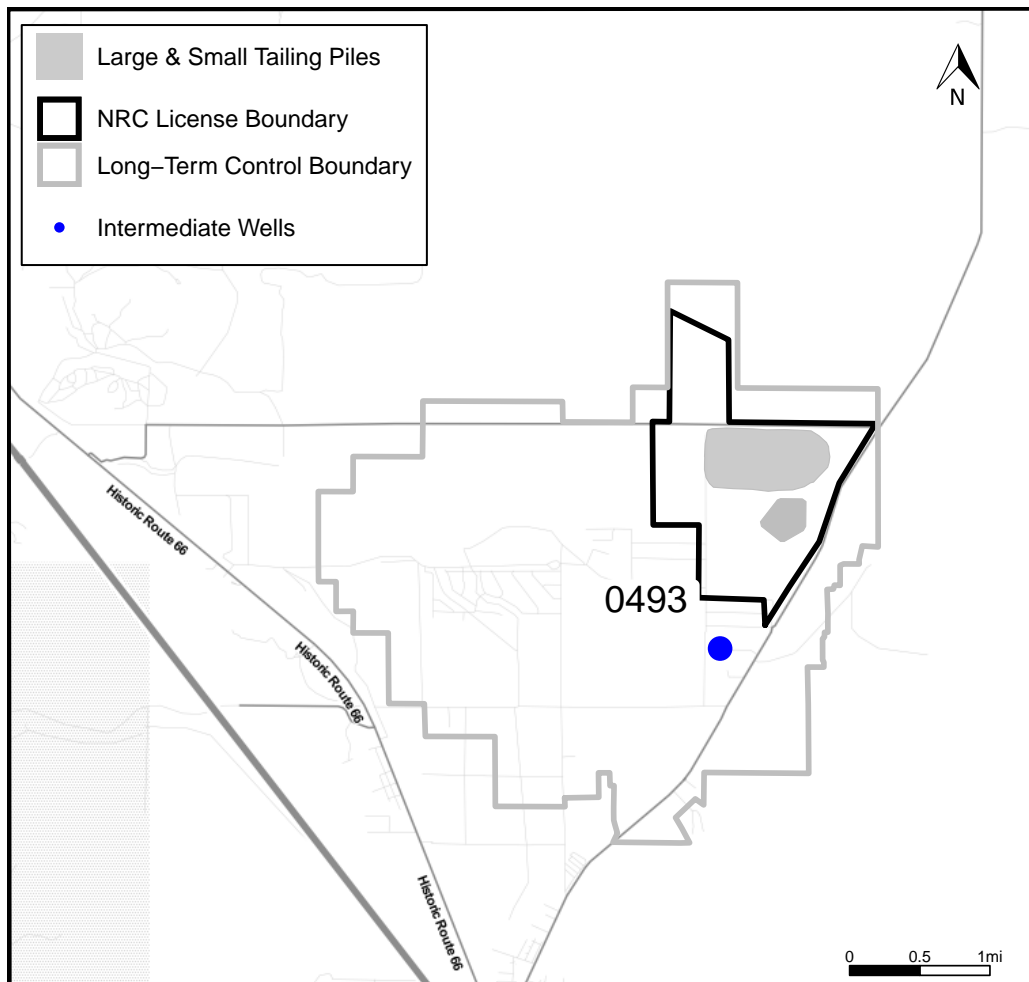 Large & Small Tailing Piles
NRC License Boundary
Long−Term Control Boundary
Intermediate Wells
N
Historic Route 66
0493
Historic Route 66
Historic Route 66
0 0.5 1mi